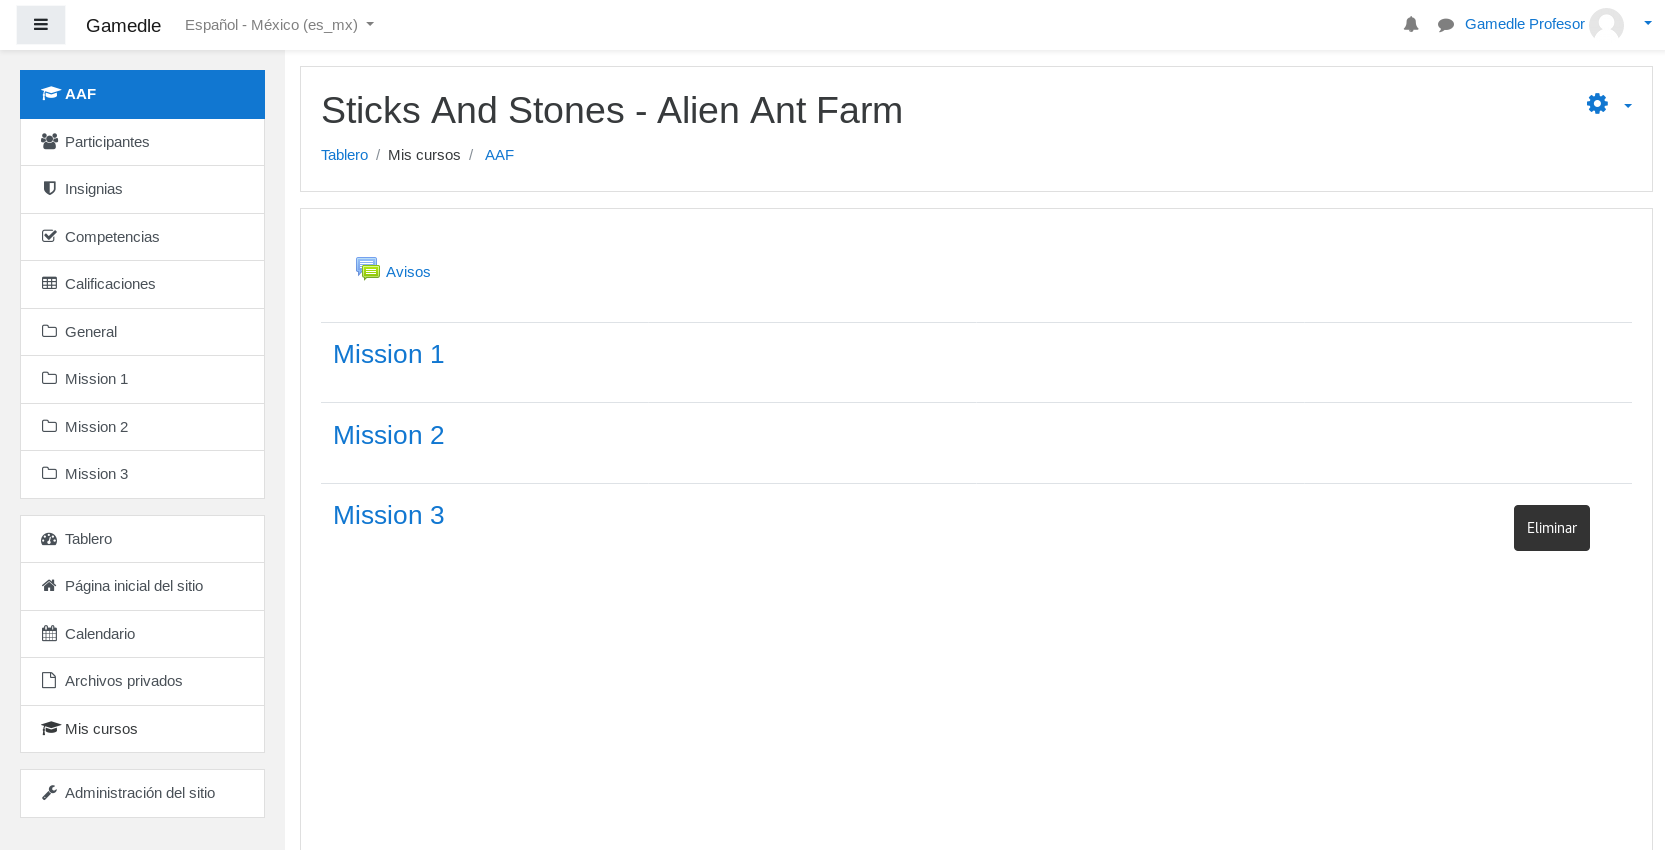 Gamedle Español - México (es_mx) Gamedle Profesor
AAF
Participantes
Insignias
Competencias
Calificaciones
General
Mission 1
Mission 2
Mission 3
Tablero
Página inicial del sitio
Calendario
Archivos privados
Mis cursos
Administración del sitio
Sticks And Stones - Alien Ant Farm
Tablero / Mis cursos / AAF
Avisos
Mission 1
Mission 2
Mission 3
Eliminar